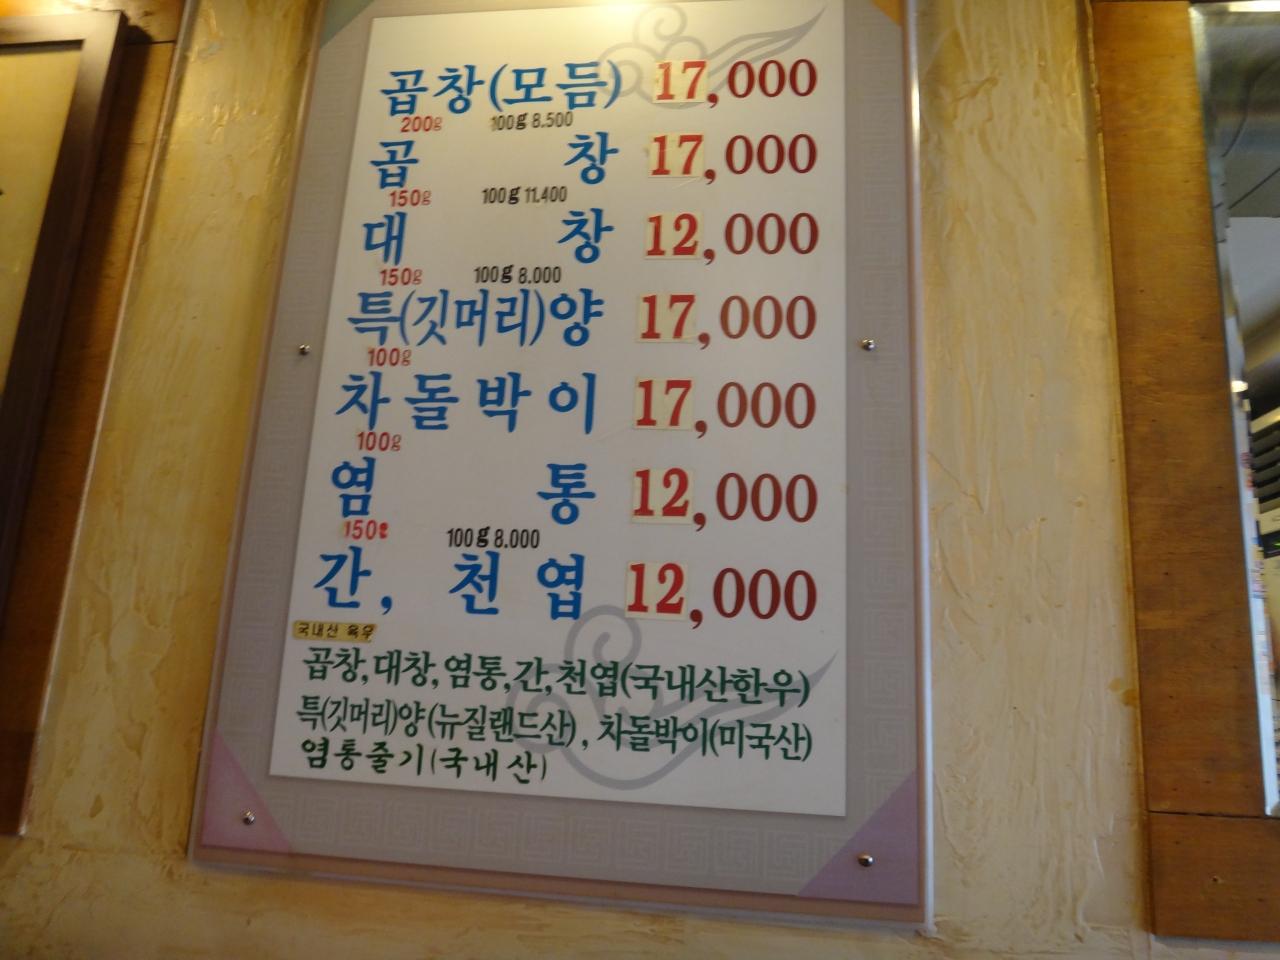 곱창(모듬) 17,000
200g 100g 8.500
곱 창 17,000
150g 100g 11.400
대 창 12,000
150g 100g 8.000
특(깃머리)양 17,000
100g
차돌박이 17,000
100g
염 통 12,000
150g 100g 8.000
간, 천엽 12,000
국내산 육우
곱창,대창,염통,간,천엽(국내산한우)
특(깃머리)양(뉴질랜드산), 차돌박이(미국산)
염통줄기(국내산)